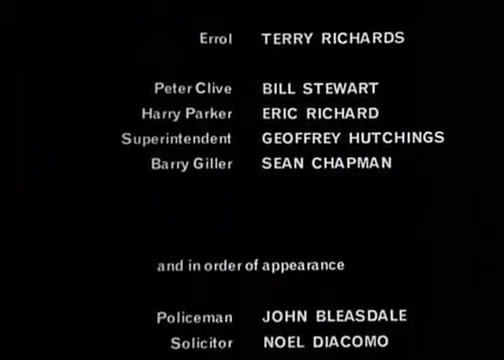 Errol TERRY RICHARDS
Peter Clive BILL STEWART
Harry Parker ERIC RICHARD
Superintendent GEOFFREY HUTCHINGS
Barry Giller SEAN CHAPMAN
and in order of appearance
Policeman JOHN BLEASDALE
Solicitor NOEL DIACOMO